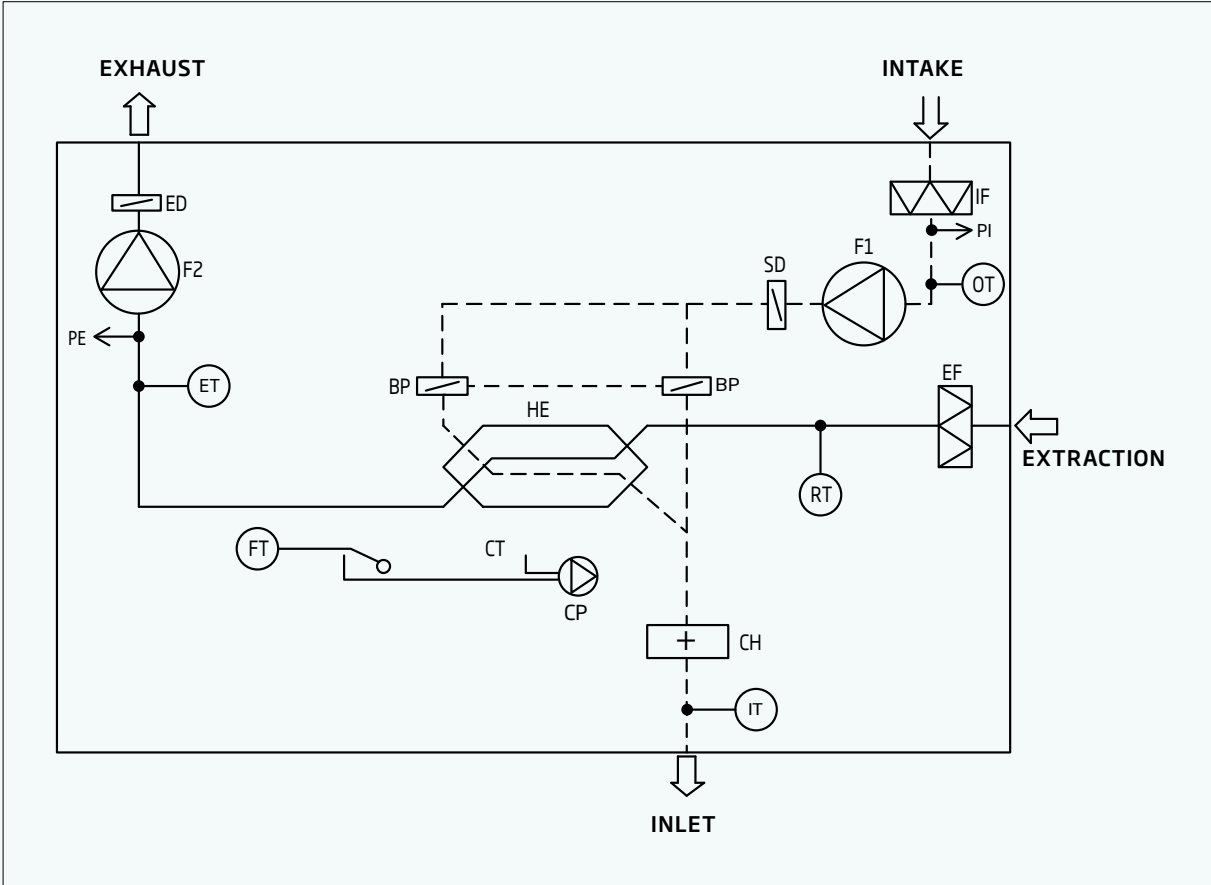 EXHAUST
INTAKE
ED
IF
PI
F2
F1
SD
OT
PE
ET
BP
BP
EF
HE
EXTRACTION
RT
FT
CT
CP
CH
IT
INLET